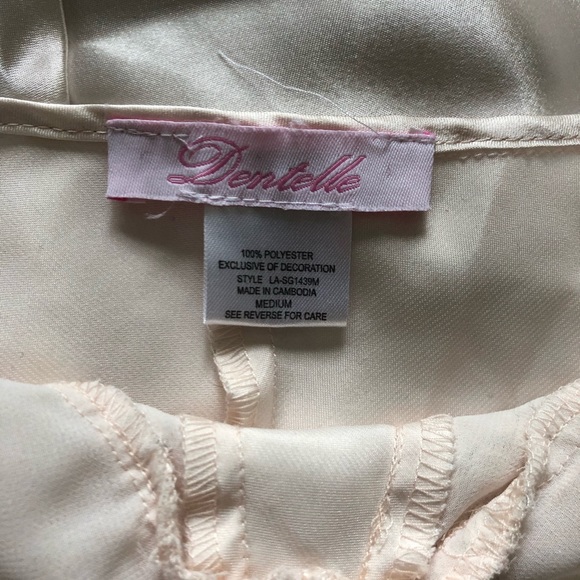 Dentelle
100% POLYESTER
EXCLUSIVE OF DECORATION
STYLE LA-SG1439M
MADE IN CAMBODIA
MEDIUM
SEE REVERSE FOR CARE